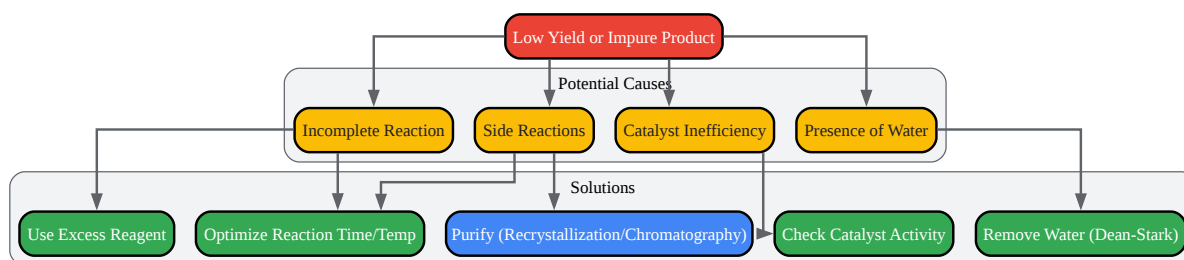 Low Yield or Impure Product
Potential Causes
Incomplete Reaction
Side Reactions
Catalyst Inefficiency
Presence of Water
Solutions
Use Excess Reagent
Optimize Reaction Time/Temp
Purify (Recrystallization/Chromatography)
Check Catalyst Activity
Remove Water (Dean-Stark)